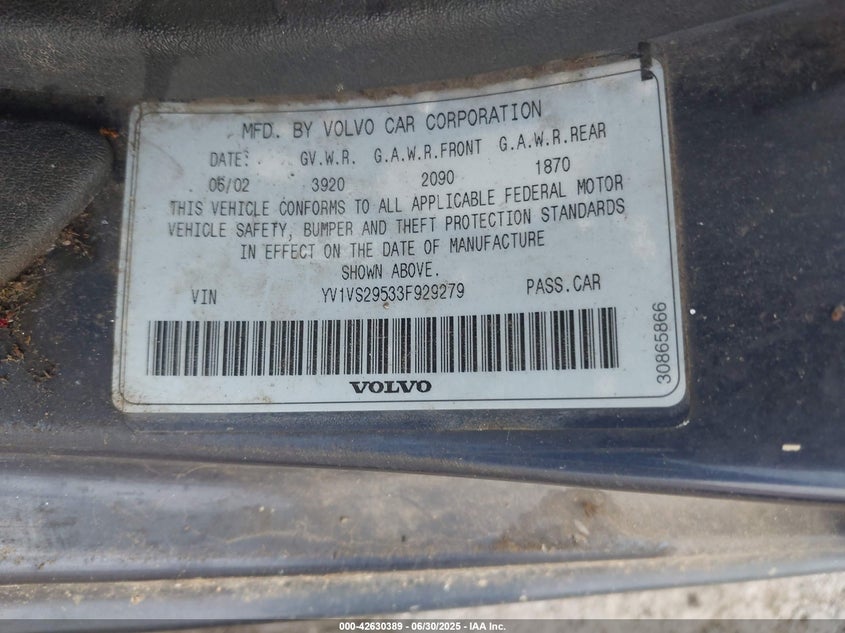 MFD. BY VOLVO CAR CORPORATION
DATE: GV.W.R. G.A.W.R.FRONT G.A.W.R.REAR
06/02 3920 2090 1870
THIS VEHICLE CONFORMS TO ALL APPLICABLE FEDERAL MOTOR
VEHICLE SAFETY, BUMPER AND THEFT PROTECTION STANDARDS
IN EFFECT ON THE DATE OF MANUFACTURE
SHOWN ABOVE.
VIN YV1VS29533F929279 PASS.CAR
VOLVO
30865866
000-42630389 - 06/30/2025 - IAA Inc.